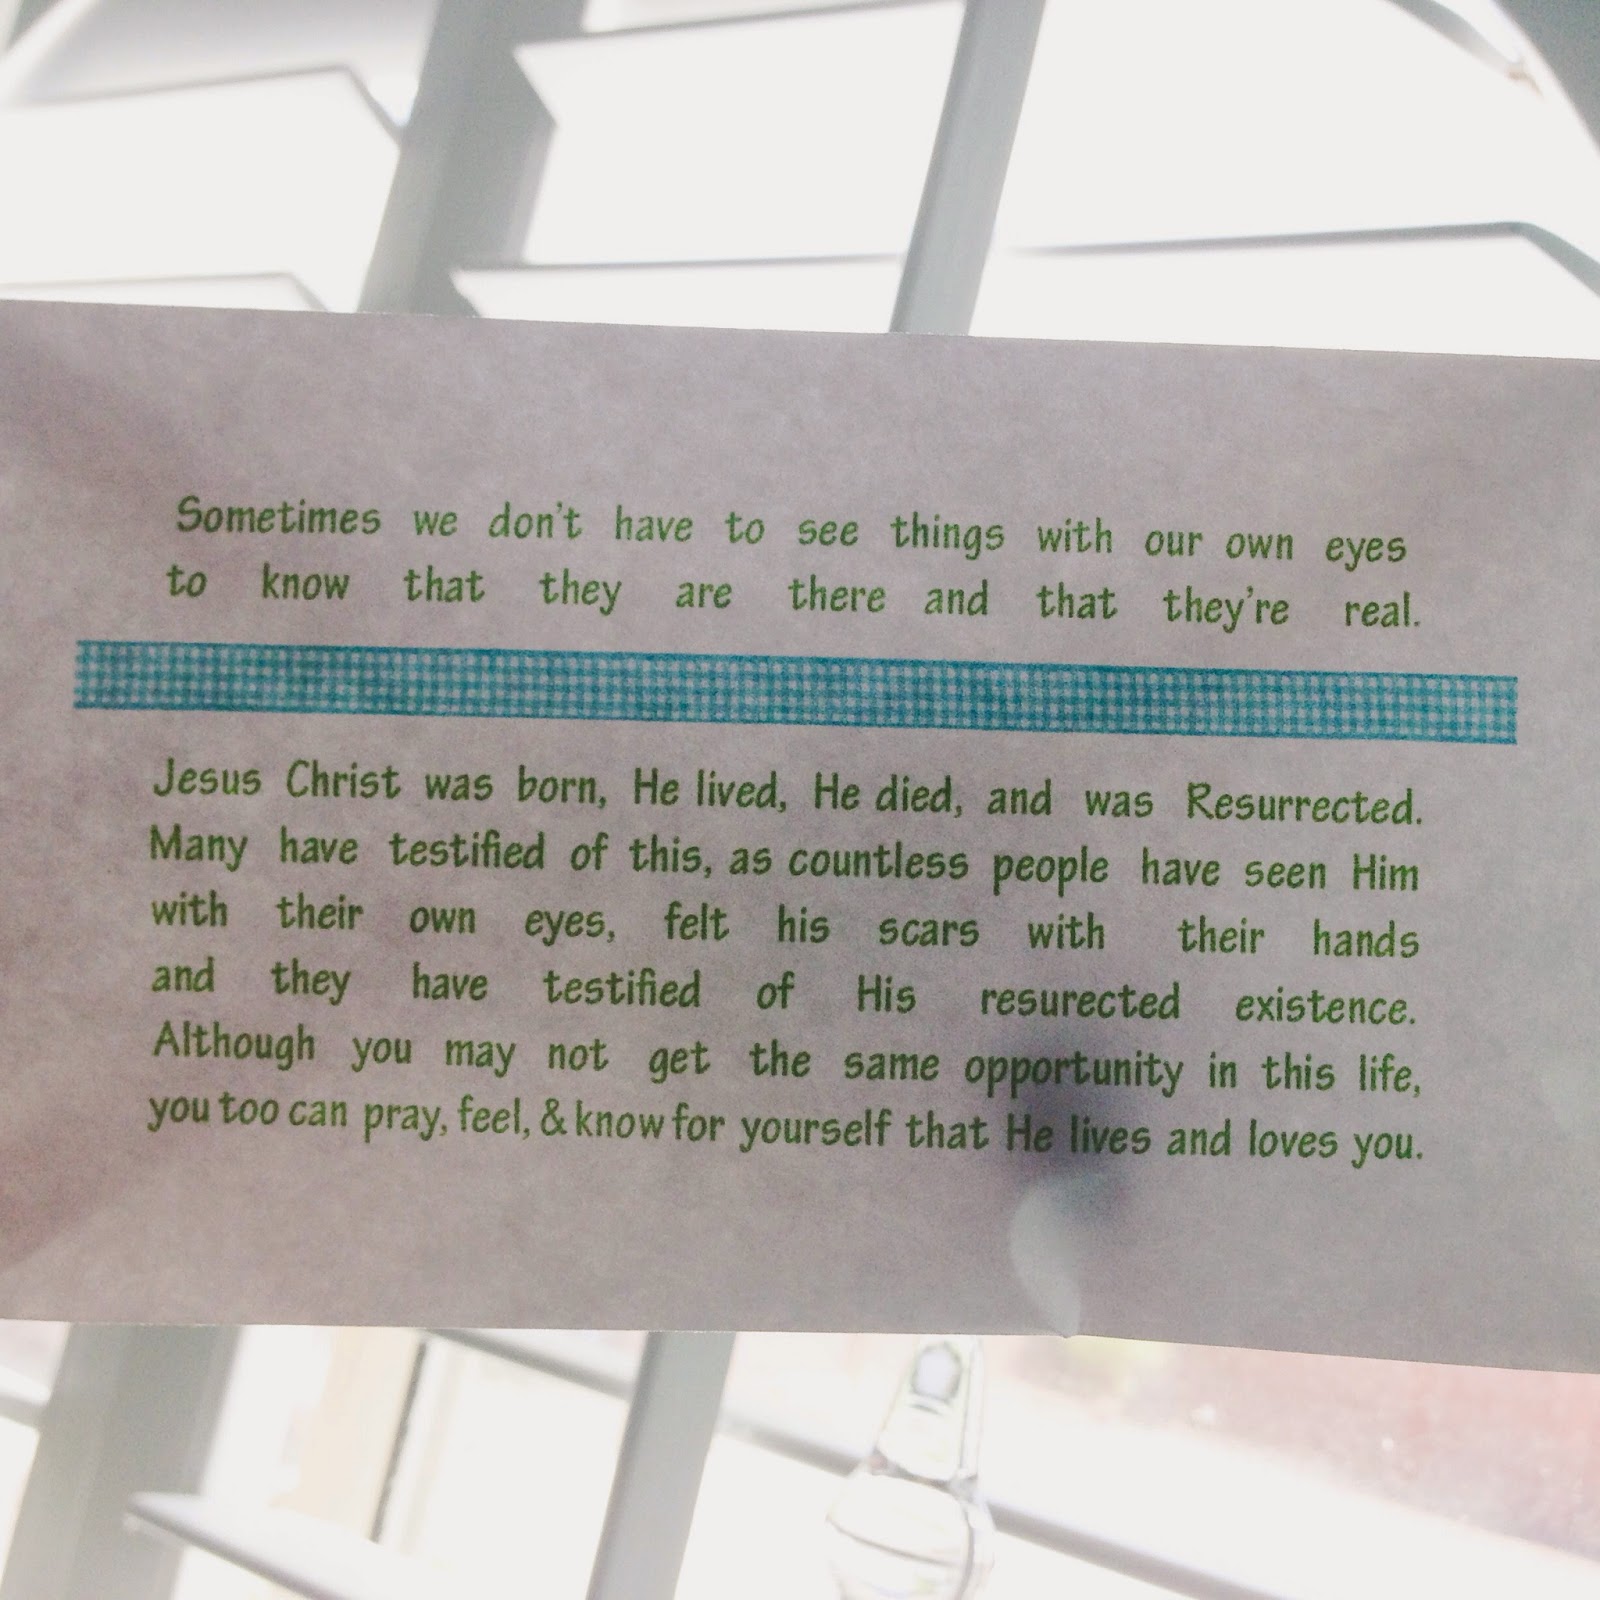 Sometimes we don't have to see things with our own eyes
to know that they are there and that they're real.
Jesus Christ was born, He lived, He died, and was Resurrected.
Many have testified of this, as countless people have seen Him
with their own eyes, felt his scars with their hands
and they have testified of His resurected existence.
Although you may not get the same opportunity in this life,
you too can pray, feel, & know for yourself that He lives and loves you.